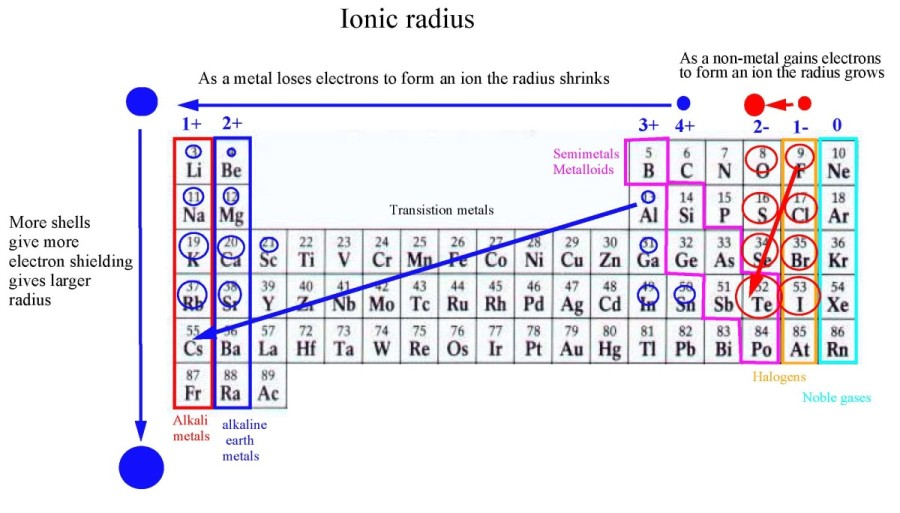 Ionic radius
As a metal loses electrons to form an ion the radius shrinks
As a non-metal gains electrons
to form an ion the radius grows
1+ 2+ 3+ 4+ 2- 1- 0
Semimetals
Metalloids
3 4 5 6 7 8 9 10
Li Be B C N O F Ne
11 12 13 14 15 16 17 18
Na Mg Al Si P S Cl Ar
Transistion metals
More shells
give more
electron shielding
gives larger
radius
19 20 21 22 23 24 25 26 27 28 29 30 31 32 33 34 35 36
K Ca Sc Ti V Cr Mn Fe Co Ni Cu Zn Ga Ge As Se Br Kr
37 38 39 40 41 42 43 44 45 46 47 48 49 50 51 52 53 54
Rb Sr Y Zr Nb Mo Tc Ru Rh Pd Ag Cd In Sn Sb Te I Xe
55 56 57 72 73 74 75 76 77 78 79 80 81 82 83 84 85 86
Cs Ba La Hf Ta W Re Os Ir Pt Au Hg Tl Pb Bi Po At Rn
87 88 89
Fr Ra Ac
Halogens
Noble gases
Alkali
metals
alkaline
earth
metals